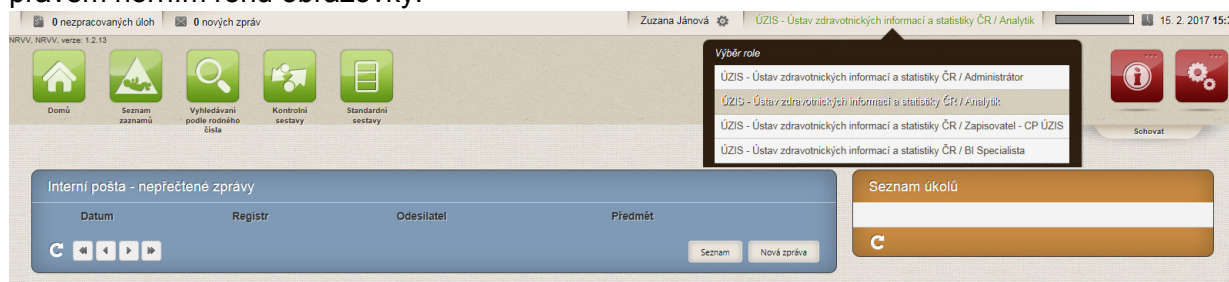 pravém horním rohu obrazovky.
0 nezpracovaných úloh 0 nových zpráv Zuzana Jánová ÚZIS - Ústav zdravotnických informací a statistiky ČR / Analytik 15. 2. 2017 15:
NRVV, NRVV, verze: 1.2.13
Výběr role
ÚZIS - Ústav zdravotnických informací a statistiky ČR / Administrátor
ÚZIS - Ústav zdravotnických informací a statistiky ČR / Analytik
ÚZIS - Ústav zdravotnických informací a statistiky ČR / Zapisovatel - CP ÚZIS
ÚZIS - Ústav zdravotnických informací a statistiky ČR / BI Specialista
Domů
Seznam
zaznamů
Vyhledávaní
podle rodného
čísla
Kontrolní
sestavy
Standardní
sestavy
Schovat
Interní pošta - nepřečtené zprávy
Datum Registr Odesilatel Předmět
Seznam Nová zpráva
Seznam úkolů